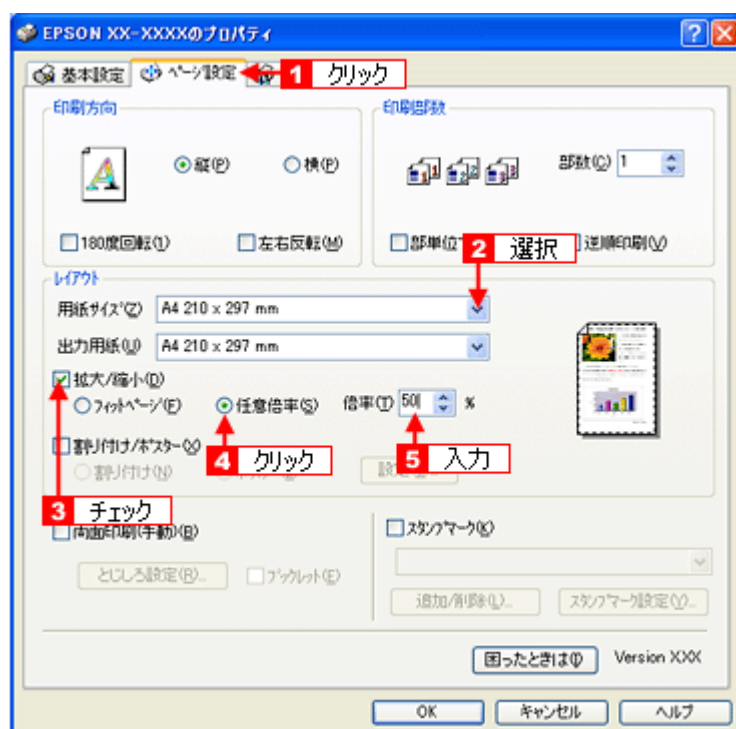 EPSON XX-XXXXのプロパティ
基本設定 ページ設定
1 クリック
印刷方向
縦(P) 横(P)
180度回転(1) 左右反転(M)
印刷部数
部数(C) 1
部単位 逆順印刷(V)
2 選択
レイアウト
用紙サイズ(Z) A4 210 x 297 mm
出力用紙(U) A4 210 x 297 mm
拡大/縮小(D)
フィットページ(F) 任意倍率(S) 倍率(T) 50 %
割り付け/ポスター(X)
4 クリック
5 入力
割り付け(N)
3 チェック
両面印刷(手動)(B)
とじしろ設定(R)... ブックレット(E)
スタンプマーク(K)
追加/削除(L)... スタンプマーク設定(Y)...
困ったときは(I) Version XXX
OK キャンセル ヘルプ